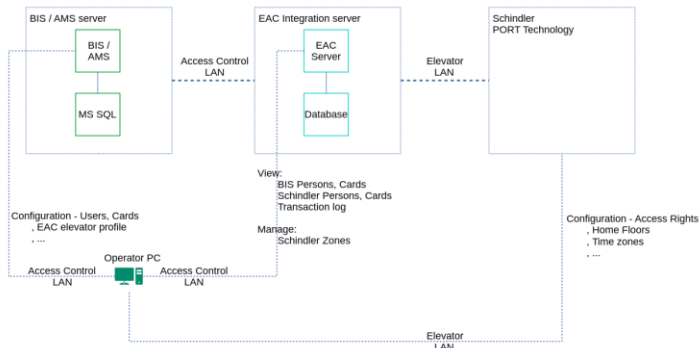 BIS / AMS server
BIS /
AMS
MS SQL
Access Control
LAN
EAC Integration server
EAC
Server
Database
Elevator
LAN
Schindler
PORT Technology
View:
BIS Persons, Cards
Schindler Persons, Cards
Transaction log
Manage:
Schindler Zones
Configuration - Users, Cards
, EAC elevator profile
, ...
Operator PC
Access Control
LAN
Access Control
LAN
Configuration - Access Rights
, Home Floors
, Time zones
, ...
Elevator
LAN